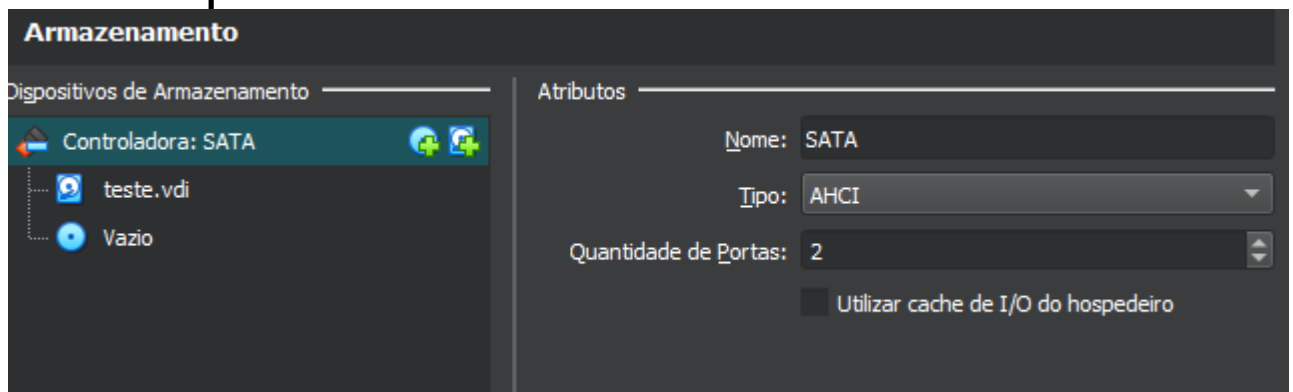 Armazenamento
Dispositivos de Armazenamento
Controladora: SATA
teste.vdi
Vazio
Atributos
Nome: SATA
Tipo: AHCI
Quantidade de Portas: 2
Utilizar cache de I/O do hospedeiro